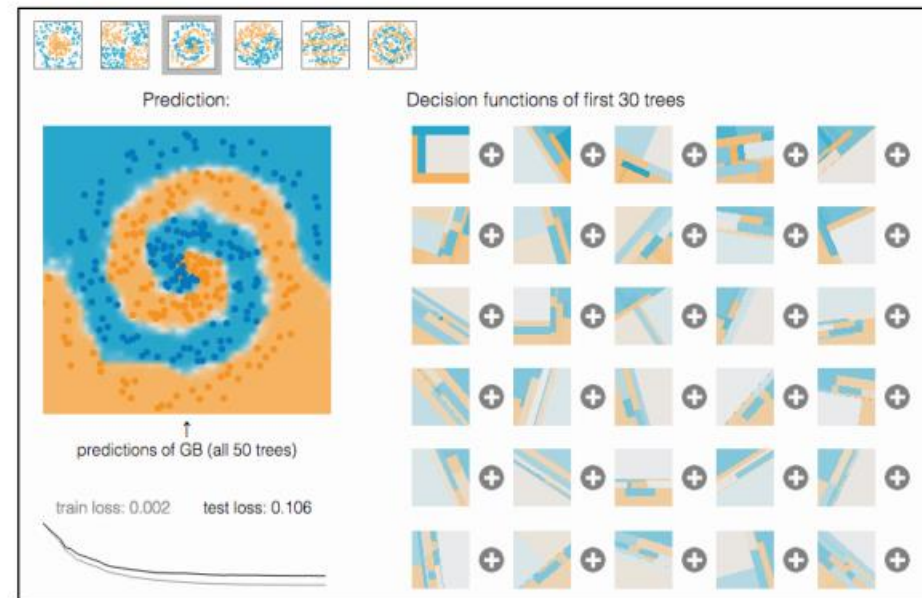 Prediction:
Decision functions of first 30 trees
predictions of GB (all 50 trees)
train loss: 0.002 test loss: 0.106